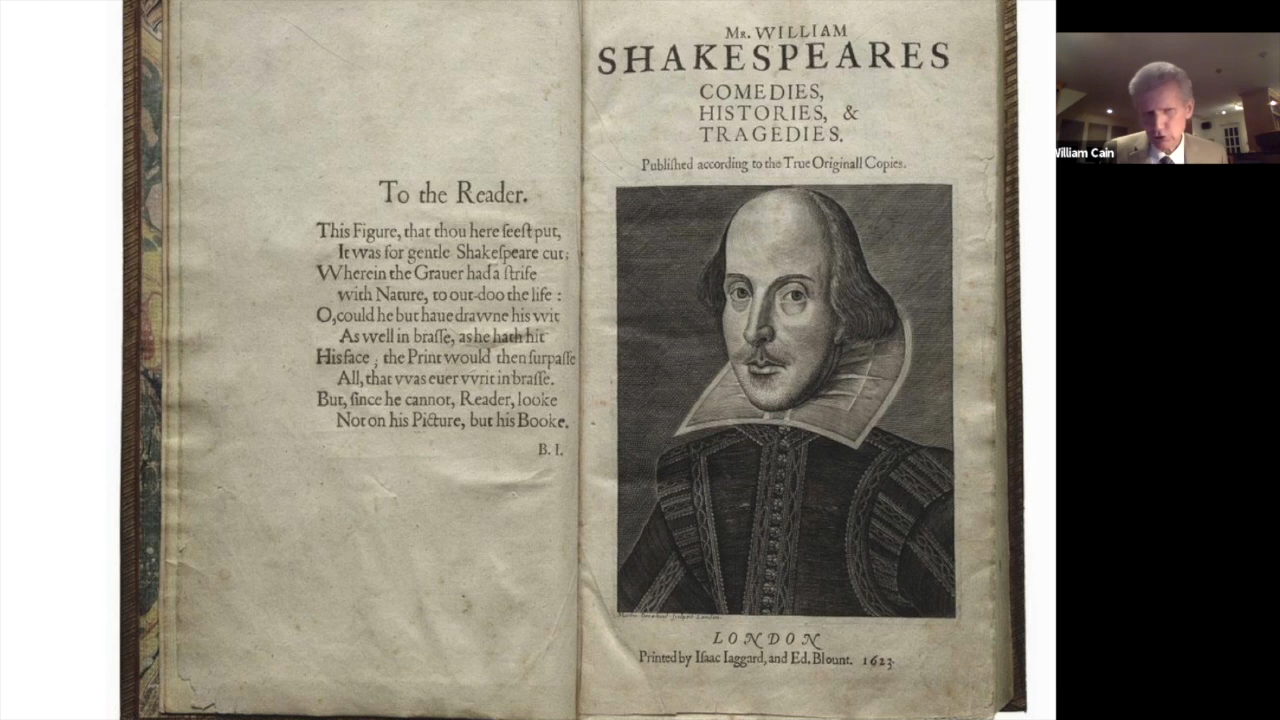 To the Reader.
This Figure, that thou here ſeeſt put,
It was for gentle Shakeſpeare cut;
Wherein the Grauer had a ſtrife
with Nature, to out-doo the life :
O, could he but haue drawne his wit
As well in braſſe, as he hath hit
His face ; the Print would then ſurpaſſe
All, that vvas euer vvrit in braſſe.
But, ſince he cannot, Reader, looke
Not on his Picture, but his Booke.
B. I.
Mr. WILLIAM
SHAKESPEARES
COMEDIES,
HISTORIES, &
TRAGEDIES.
Publiſhed according to the True Originall Copies.
LONDON
Printed by Iſaac Iaggard, and Ed. Blount. 1623.
William Cain